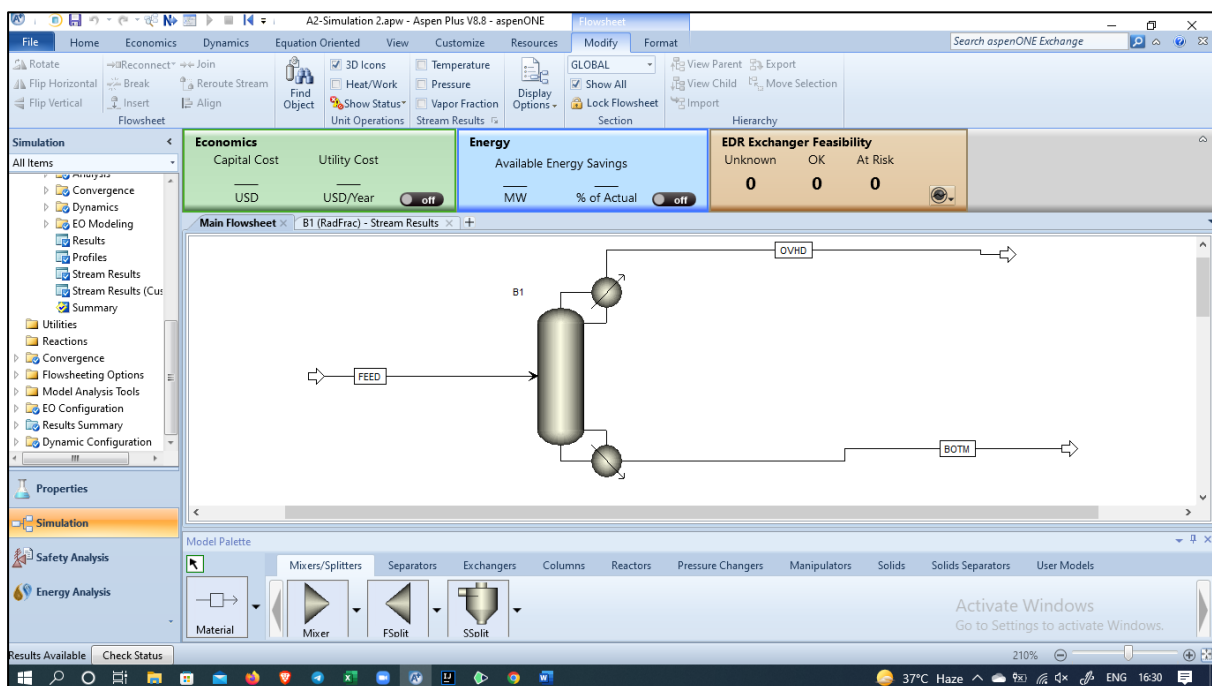 A2-Simulation 2.apw - Aspen Plus V8.8 - aspenONE
Flowsheet
File Home Economics Dynamics Equation Oriented View Customize Resources Modify Format
Search aspenONE Exchange
Rotate Reconnect Join
Flip Horizontal Break Reroute Stream
Flip Vertical Insert Align
Flowsheet
Find
Object
3D Icons
Heat/Work
Show Status
Unit Operations
Temperature
Pressure
Vapor Fraction
Stream Results
Display
Options
GLOBAL
Show All
Lock Flowsheet
Section
View Parent Export
View Child Move Selection
Import
Hierarchy
Simulation
All Items
Analysis
Convergence
Dynamics
EO Modeling
Results
Profiles
Stream Results
Stream Results (Cus
Summary
Utilities
Reactions
Convergence
Flowsheeting Options
Model Analysis Tools
EO Configuration
Results Summary
Dynamic Configuration
Properties
Simulation
Safety Analysis
Energy Analysis
Economics
Capital Cost Utility Cost
USD USD/Year off
Energy
Available Energy Savings
MW % of Actual off
EDR Exchanger Feasibility
Unknown OK At Risk
0 0 0
Main Flowsheet B1 (RadFrac) - Stream Results +
OVHD
B1
FEED
BOTM
Model Palette
Mixers/Splitters Separators Exchangers Columns Reactors Pressure Changers Manipulators Solids Solids Separators User Models
Material Mixer FSplit SSplit
Activate Windows
Go to Settings to activate Windows.
Results Available Check Status
210%
37°C Haze ENG 16:30